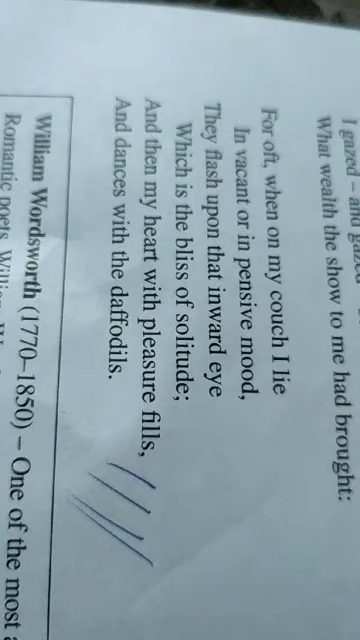 I gazed – and gazed
What wealth the show to me had brought:
For oft, when on my couch I lie
In vacant or in pensive mood,
They flash upon that inward eye
Which is the bliss of solitude;
And then my heart with pleasure fills,
And dances with the daffodils.
William Wordsworth (1770–1850) – One of the most
Romantic poets, William